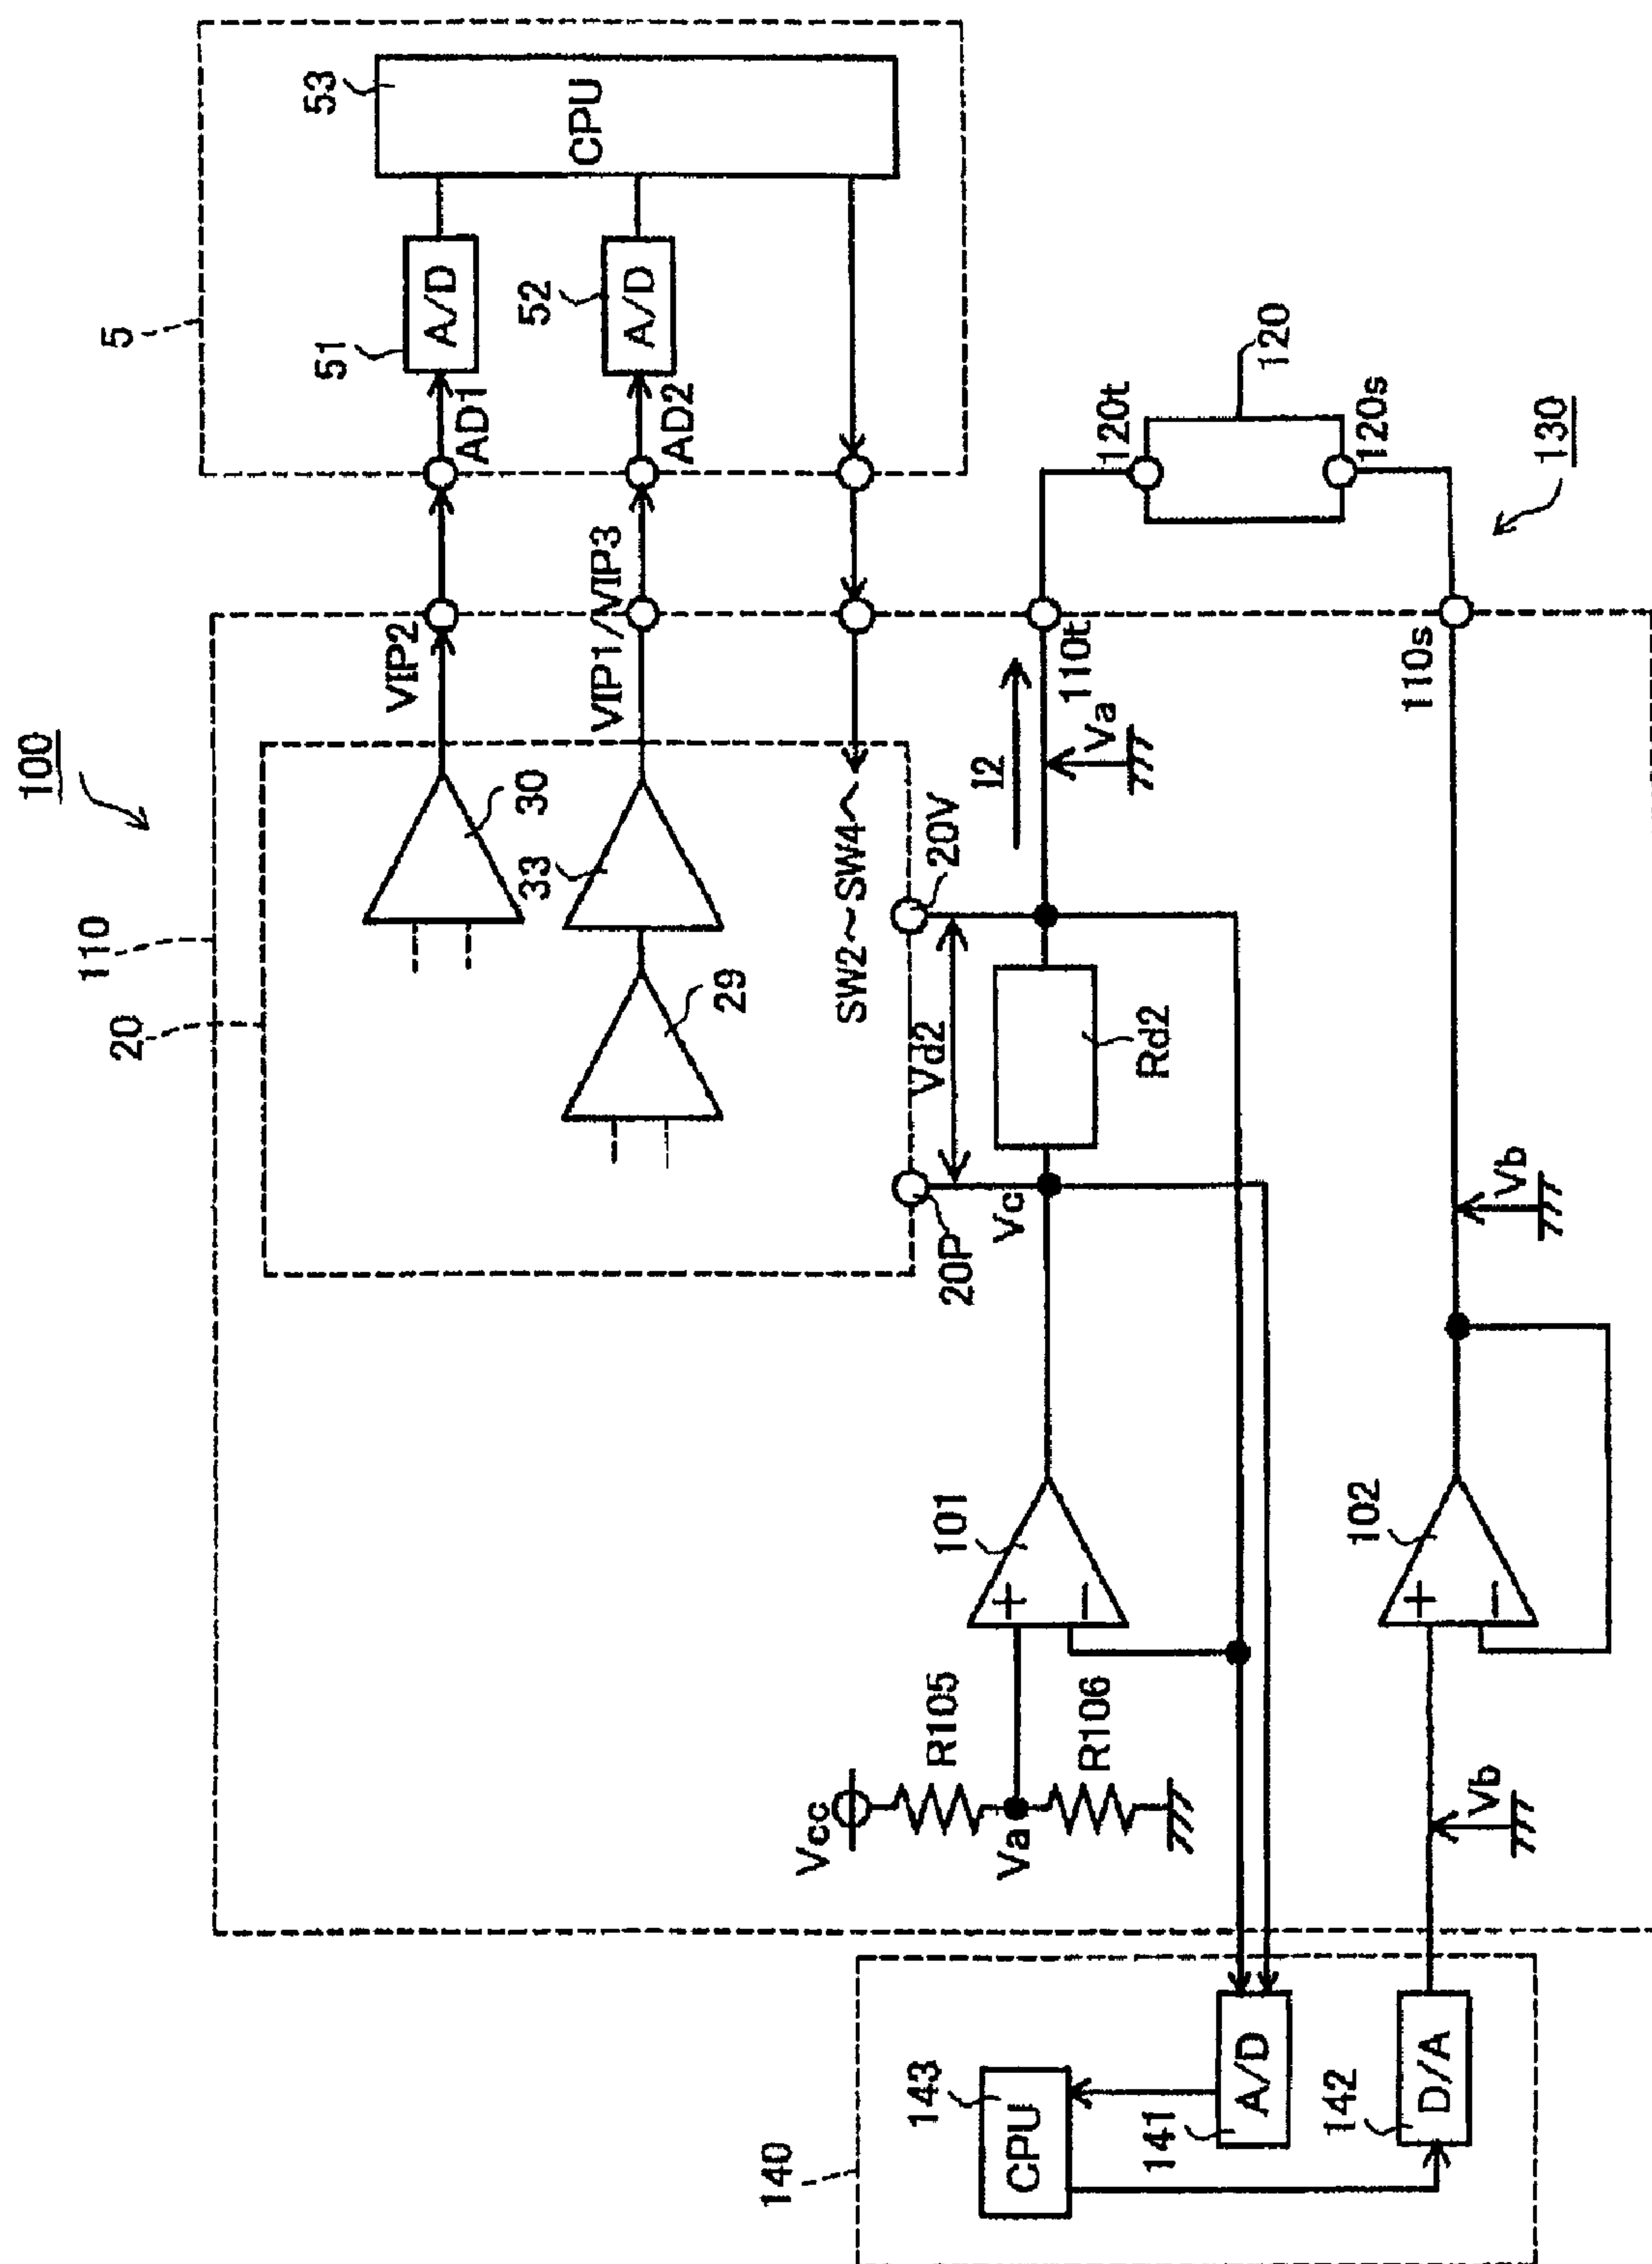 100
110
20
5
53
CPU
51
A/D
AD1
52
A/D
AD2
VIP2
30
VIP1/VIP3
33
29
SW2~SW4
20V
20P
Vd2
Vc
Rd2
I2
Va
110t
110s
120t
120
120s
130
101
+
−
Vcc
R105
Va
R106
102
+
−
Vb
Vb
140
143
CPU
141
A/D
142
D/A